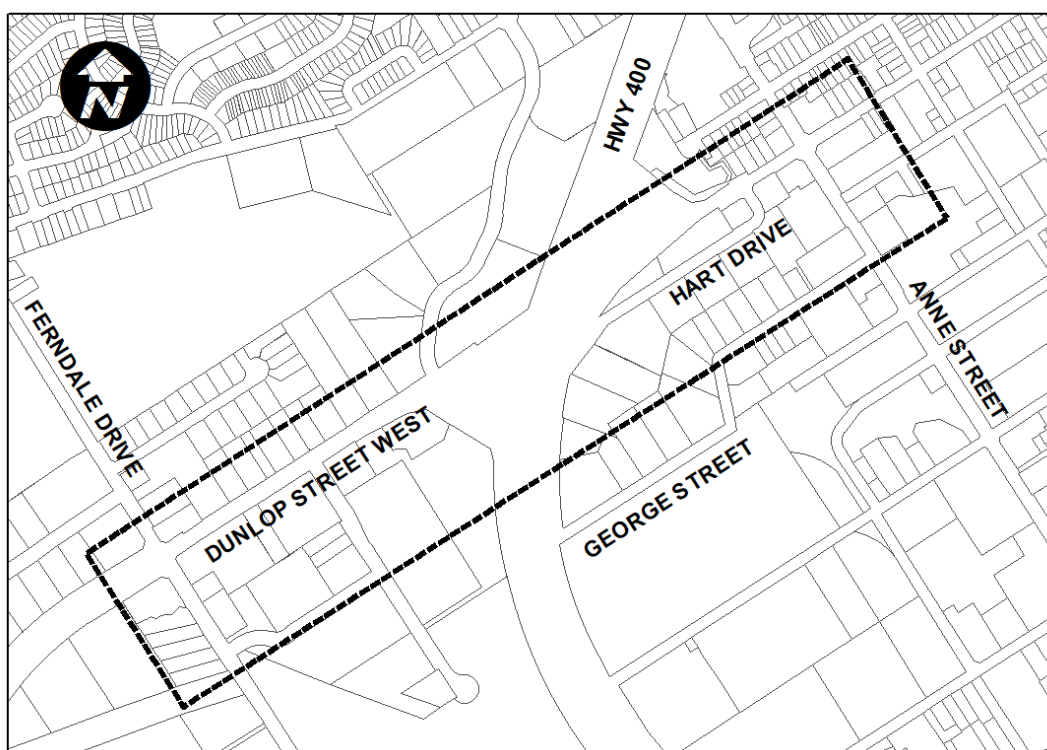 N
HWY 400
HART DRIVE
FERNDALE DRIVE
ANNE STREET
DUNLOP STREET WEST
GEORGE STREET